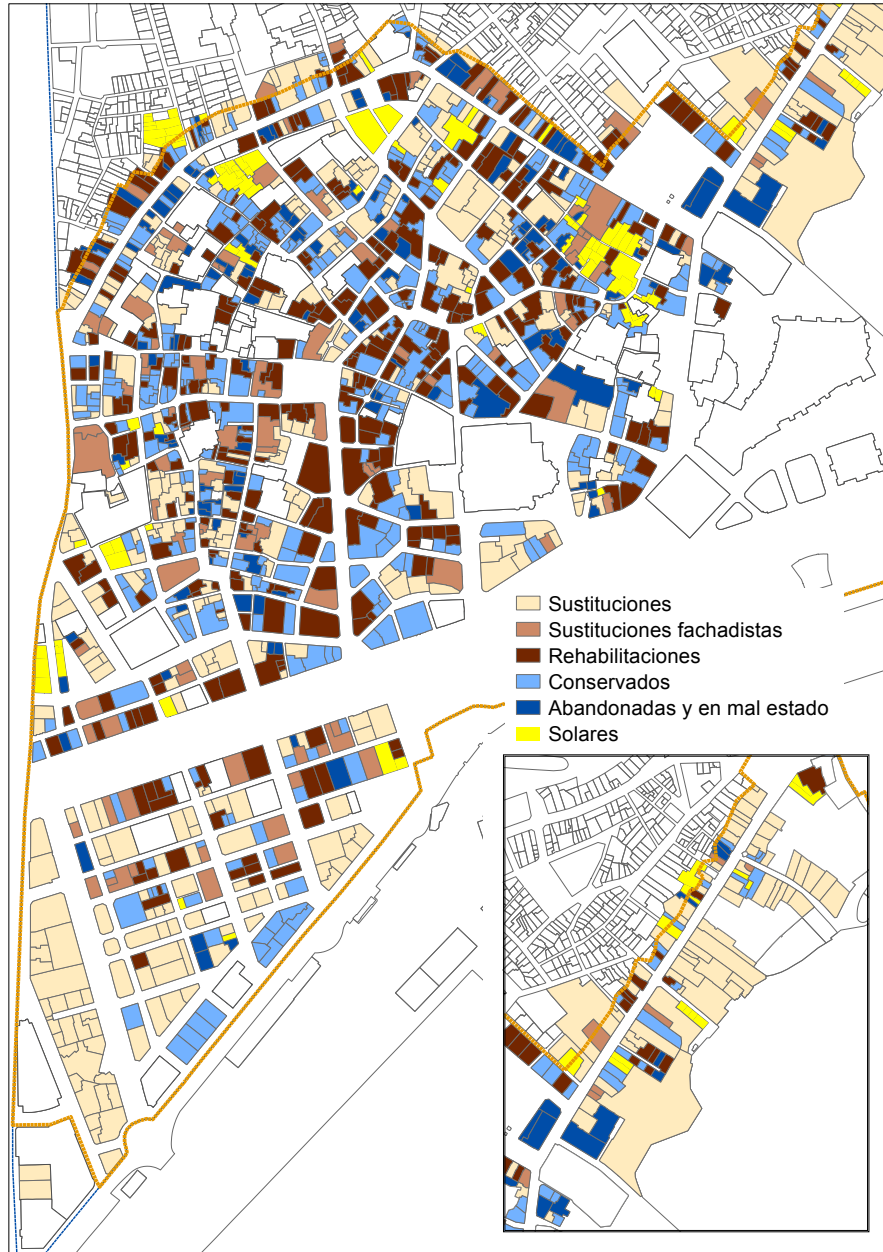 Sustituciones
Sustituciones fachadistas
Rehabilitaciones
Conservados
Abandonadas y en mal estado
Solares